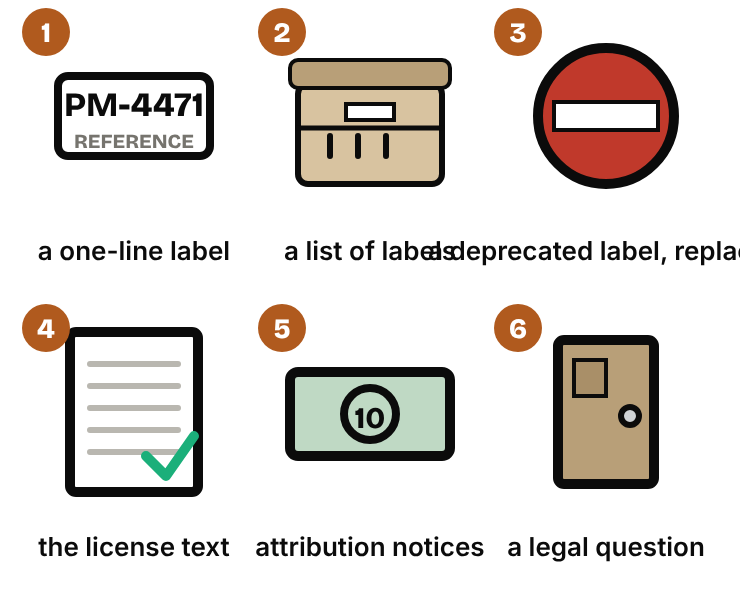 1
2
3
PM-4471
REFERENCE
a one-line label
a list of labels
a deprecated label,
4
5
6
10
the license text
attribution notices
a legal question